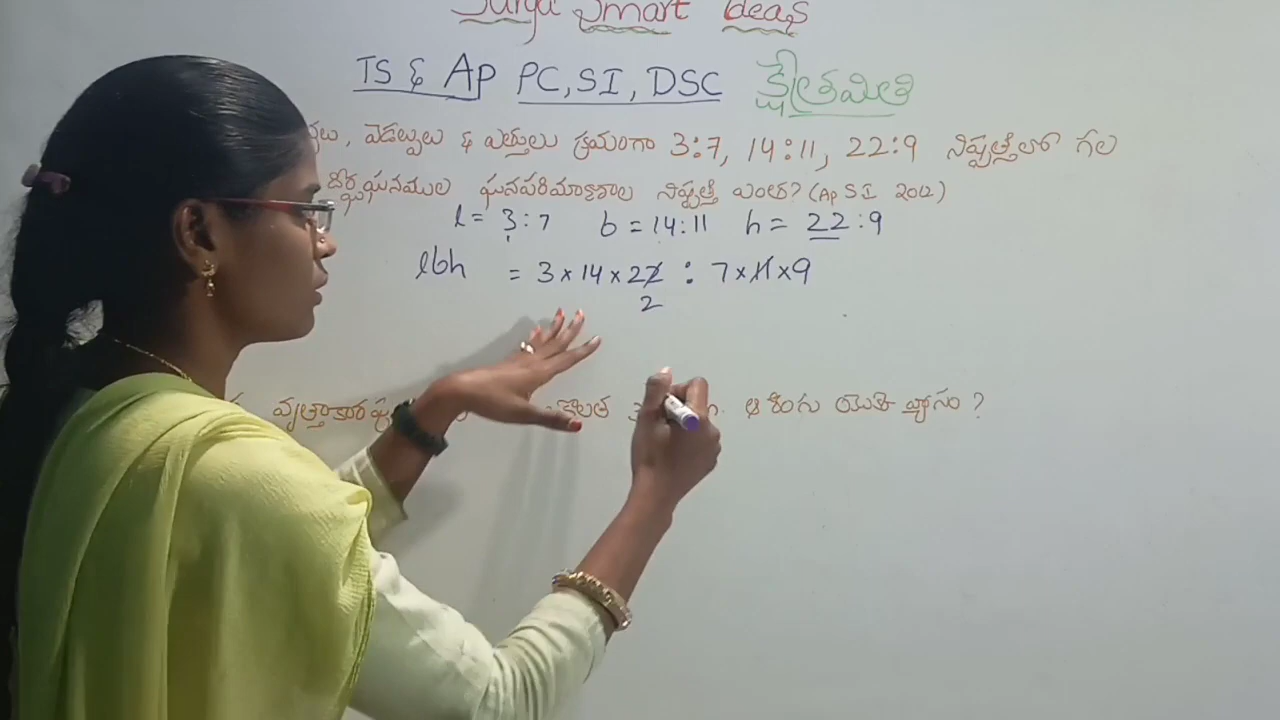 Surya Smart Ideas
TS & AP PC, SI, DSC క్షేత్రమితి
వెడల్పులు & ఎత్తులు క్రమంగా 3:7, 14:11, 22:9 నిష్పత్తిలో గల
దీర్ఘఘనముల ఘనపరిమాణాల నిష్పత్తి ఎంత? (Ap SI 2012)
l = 3:7 b = 14:11 h = 22:9
lbh = 3 × 14 × 22 : 7 × 11 × 9
2
ఆ రింగు యొక్క వ్యాసం ?